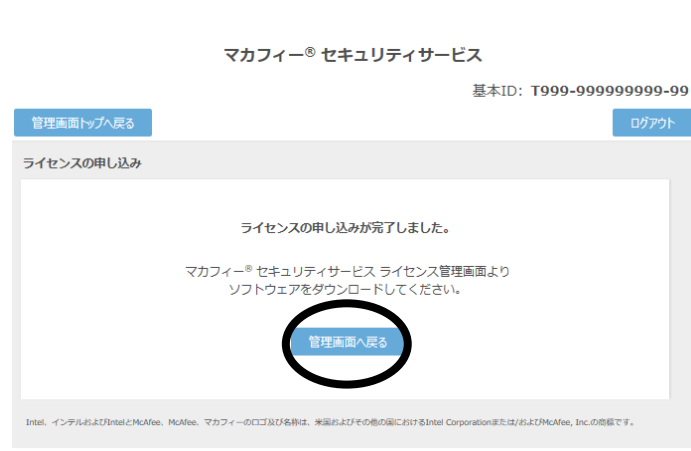 マカフィー® セキュリティサービス
基本ID：T999-999999999-99
管理画面トップへ戻る
ログアウト
ライセンスの申し込み
ライセンスの申し込みが完了しました。
マカフィー® セキュリティサービス ライセンス管理画面より
ソフトウェアをダウンロードしてください。
管理画面へ戻る
Intel、インテルおよびIntelとMcAfee、McAfee、マカフィーのロゴ及び名称は、米国およびその他の国におけるIntel Corporationまたは/およびMcAfee, Inc.の商標です。